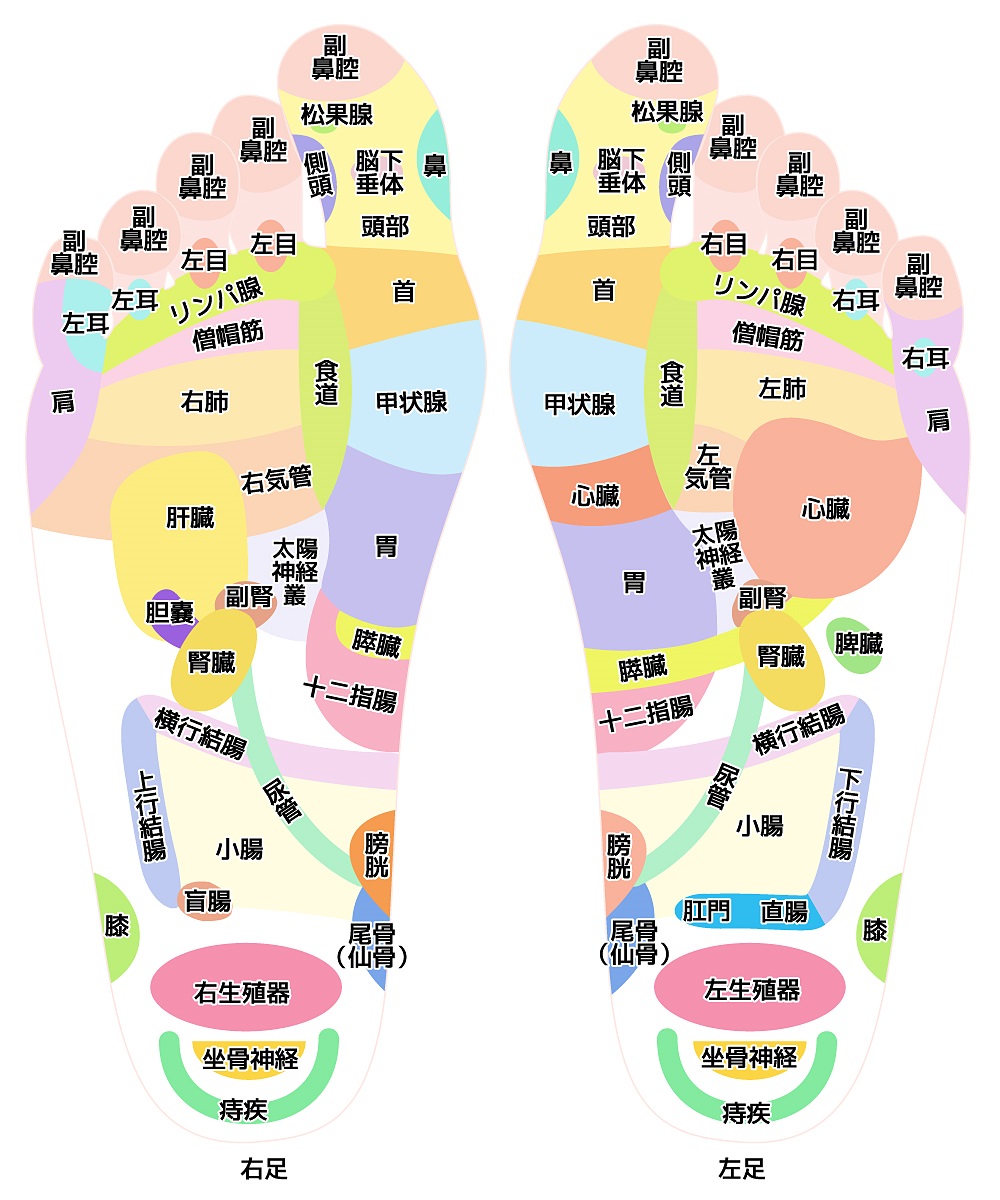 副
鼻腔
松果腺
副
鼻腔
側
頭
脳下
垂体
鼻
副
鼻腔
頭部
副
鼻腔
左目
副
鼻腔
左目
左耳
左耳
リンパ腺
首
僧帽筋
肩
右肺
食
道
甲状腺
右気管
肝臓
太陽
神経
叢
胃
胆嚢
副腎
腎臓
膵臓
十二指腸
横行結腸
上行結腸
尿管
小腸
膀
胱
盲腸
膝
尾骨
(仙骨)
右生殖器
坐骨神経
痔疾
右足
副
鼻腔
松果腺
副
鼻腔
鼻
脳下
垂体
側
頭
副
鼻腔
頭部
副
鼻腔
右目
右目
副
鼻腔
首
リンパ腺
右耳
僧帽筋
右耳
甲状腺
食
道
左肺
肩
左
気管
心臓
心臓
太陽
神経
叢
胃
副腎
腎臓
脾臓
膵臓
十二指腸
横行結腸
尿管
下行結腸
小腸
膀
胱
肛門
直腸
尾骨
(仙骨)
膝
左生殖器
坐骨神経
痔疾
左足